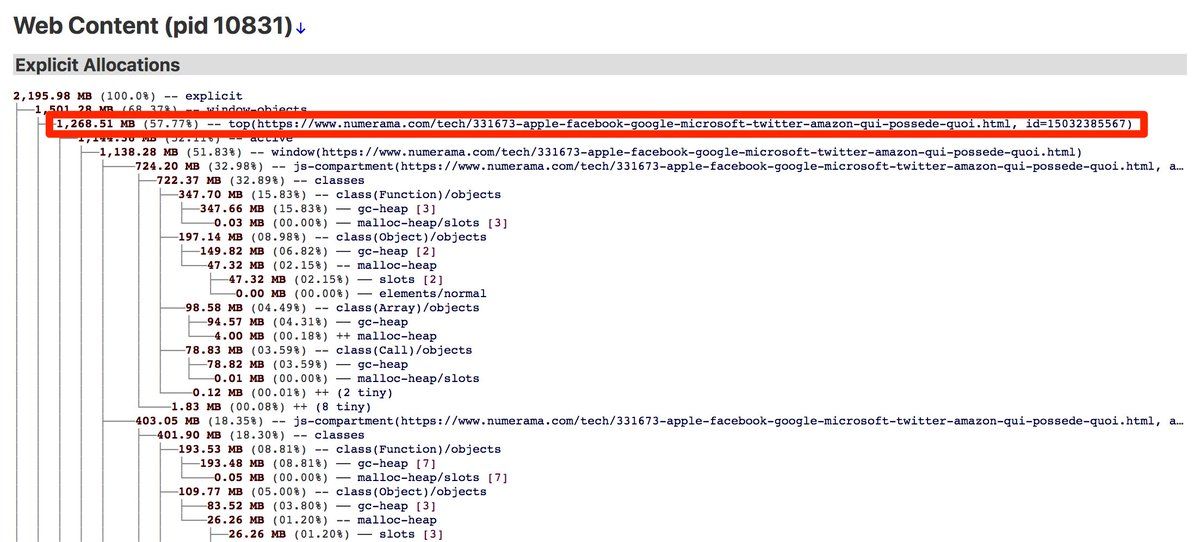 Web Content (pid 10831)↓
Explicit Allocations
2,195.98 MB (100.0%) -- explicit
├──1,501.28 MB (68.37%) -- window-objects
├──1,268.51 MB (57.77%) -- top(https://www.numerama.com/tech/331673-apple-facebook-google-microsoft-twitter-amazon-qui-possede-quoi.html, id=15032385567)
├──1,144.38 MB (52.11%) -- active
├──1,138.28 MB (51.83%) -- window(https://www.numerama.com/tech/331673-apple-facebook-google-microsoft-twitter-amazon-qui-possede-quoi.html)
├──724.20 MB (32.98%) -- js-compartment(https://www.numerama.com/tech/331673-apple-facebook-google-microsoft-twitter-amazon-qui-possede-quoi.html, a…
├──722.37 MB (32.89%) -- classes
├──347.70 MB (15.83%) -- class(Function)/objects
├──347.66 MB (15.83%) ── gc-heap [3]
└──0.03 MB (00.00%) ── malloc-heap/slots [3]
├──197.14 MB (08.98%) -- class(Object)/objects
├──149.82 MB (06.82%) ── gc-heap [2]
└──47.32 MB (02.15%) -- malloc-heap
├──47.32 MB (02.15%) ── slots [2]
└──0.00 MB (00.00%) ── elements/normal
├──98.58 MB (04.49%) -- class(Array)/objects
├──94.57 MB (04.31%) ── gc-heap
└──4.00 MB (00.18%) ++ malloc-heap
├──78.83 MB (03.59%) -- class(Call)/objects
├──78.82 MB (03.59%) ── gc-heap
└──0.01 MB (00.00%) ── malloc-heap/slots
└──0.12 MB (00.01%) ++ (2 tiny)
└──1.83 MB (00.08%) ++ (8 tiny)
├──403.05 MB (18.35%) -- js-compartment(https://www.numerama.com/tech/331673-apple-facebook-google-microsoft-twitter-amazon-qui-possede-quoi.html, a…
├──401.90 MB (18.30%) -- classes
├──193.53 MB (08.81%) -- class(Function)/objects
├──193.48 MB (08.81%) ── gc-heap [7]
└──0.05 MB (00.00%) ── malloc-heap/slots [7]
├──109.77 MB (05.00%) -- class(Object)/objects
├──83.52 MB (03.80%) ── gc-heap [3]
└──26.26 MB (01.20%) -- malloc-heap
├──26.26 MB (01.20%) ── slots [3]